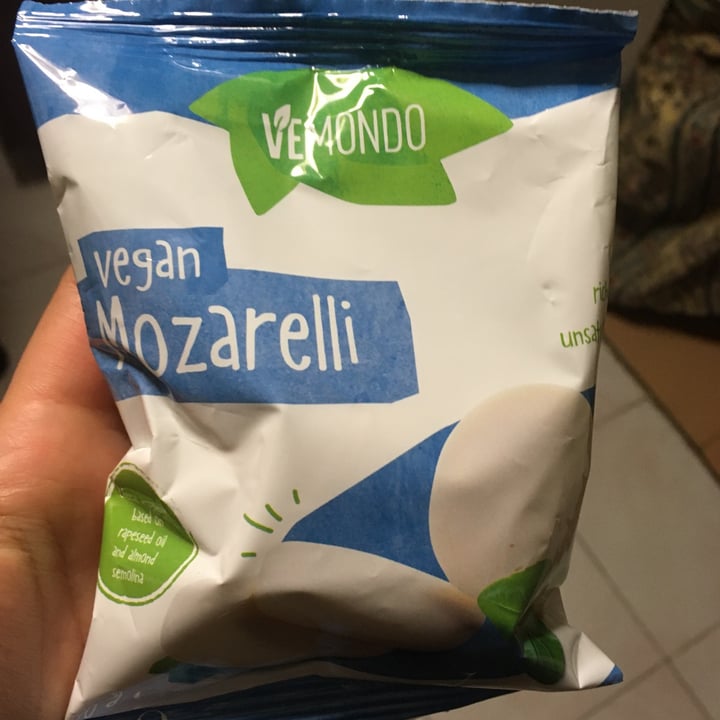 VEMONDO
vegan
Mozarelli
based on
rapeseed oil
and almond
semolina